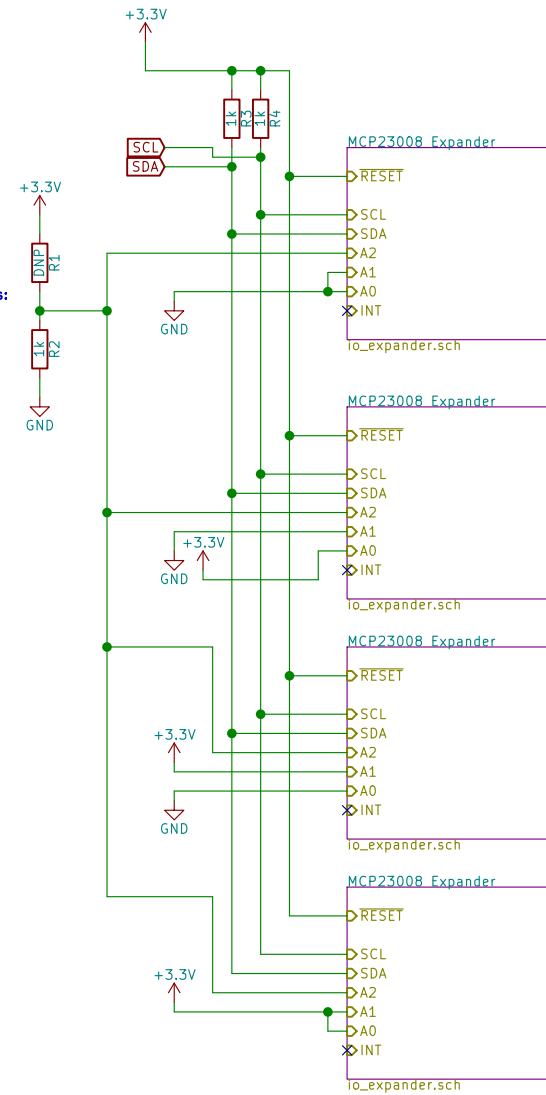 +3.3V
1k
R3
1k
R4
SCL
SDA
+3.3V
DNP
R1
s:
1k
R2
GND
MCP23008 Expander
RESET
SCL
SDA
A2
A1
A0
INT
GND
io_expander.sch
MCP23008 Expander
RESET
SCL
SDA
A2
A1
A0
INT
+3.3V
GND
io_expander.sch
MCP23008 Expander
RESET
SCL
SDA
A2
A1
A0
INT
+3.3V
GND
io_expander.sch
MCP23008 Expander
RESET
SCL
SDA
A2
A1
A0
INT
+3.3V
io_expander.sch